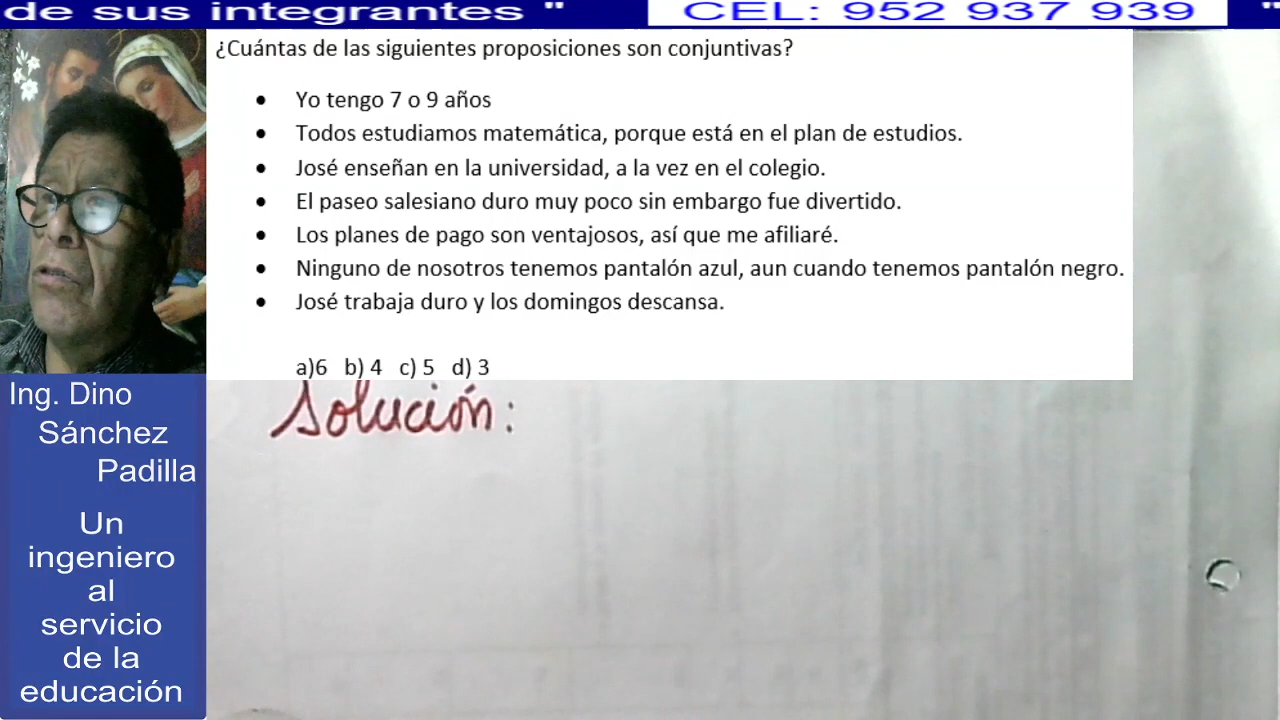 de sus integrantes " CEL: 952 937 939 "
¿Cuántas de las siguientes proposiciones son conjuntivas?
• Yo tengo 7 o 9 años
• Todos estudiamos matemática, porque está en el plan de estudios.
• José enseñan en la universidad, a la vez en el colegio.
• El paseo salesiano duro muy poco sin embargo fue divertido.
• Los planes de pago son ventajosos, así que me afiliaré.
• Ninguno de nosotros tenemos pantalón azul, aun cuando tenemos pantalón negro.
• José trabaja duro y los domingos descansa.
a)6 b) 4 c) 5 d) 3
Solución:
Ing. Dino
Sánchez
Padilla
Un
ingeniero
al
servicio
de la
educación